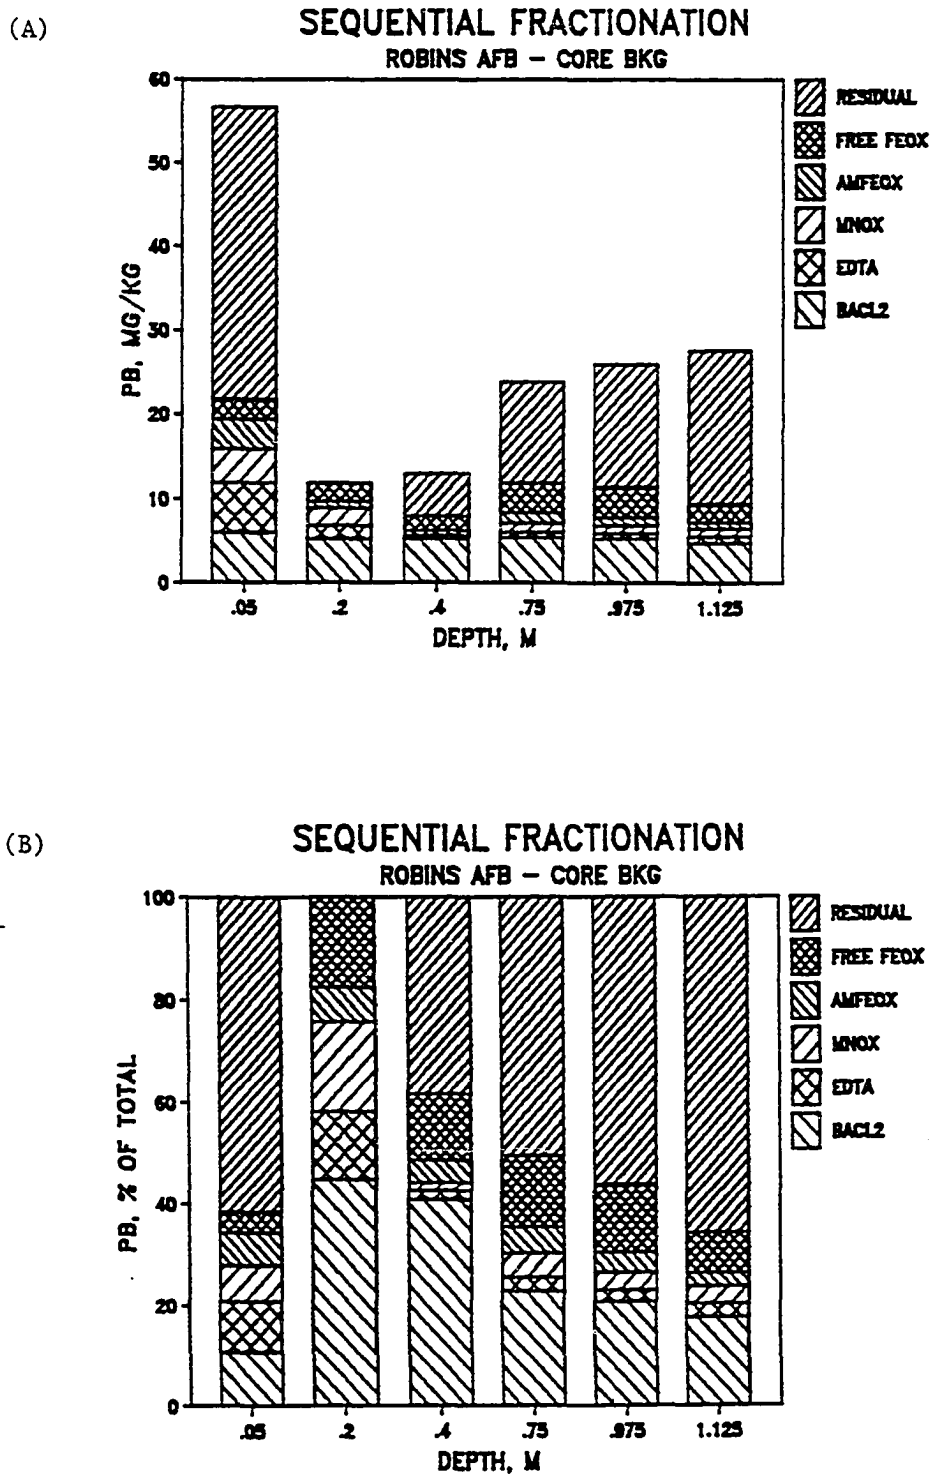 (A)
SEQUENTIAL FRACTIONATION
ROBINS AFB – CORE BKG
60
50
40
30
20
10
0
PB, MG/KG
.05 .2 .4 .75 .975 1.125
DEPTH, M
RESIDUAL
FREE FEOX
AMFEOX
MNOX
EDTA
BACL2
(B)
SEQUENTIAL FRACTIONATION
ROBINS AFB – CORE BKG
100
80
60
40
20
0
PB, % OF TOTAL
.05 .2 .4 .75 .975 1.125
DEPTH, M
RESIDUAL
FREE FEOX
AMFEOX
MNOX
EDTA
BACL2